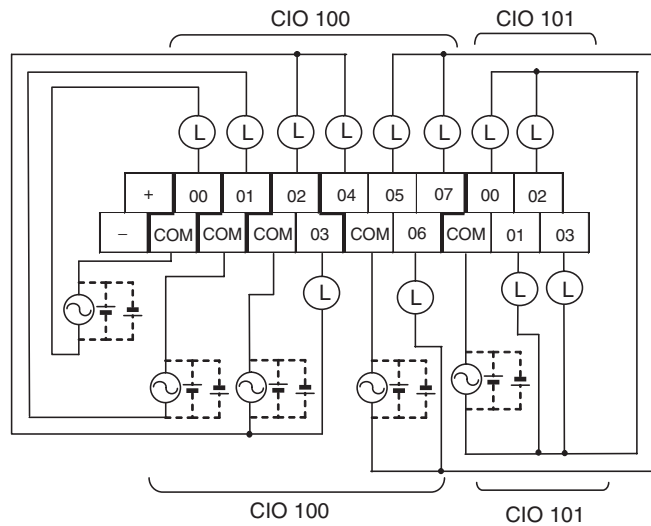 CIO 100 CIO 101
L L L L L L L L
+ 00 01 02 04 05 07 00 02
− COM COM COM 03 COM 06 COM 01 03
L L L L
CIO 100 CIO 101